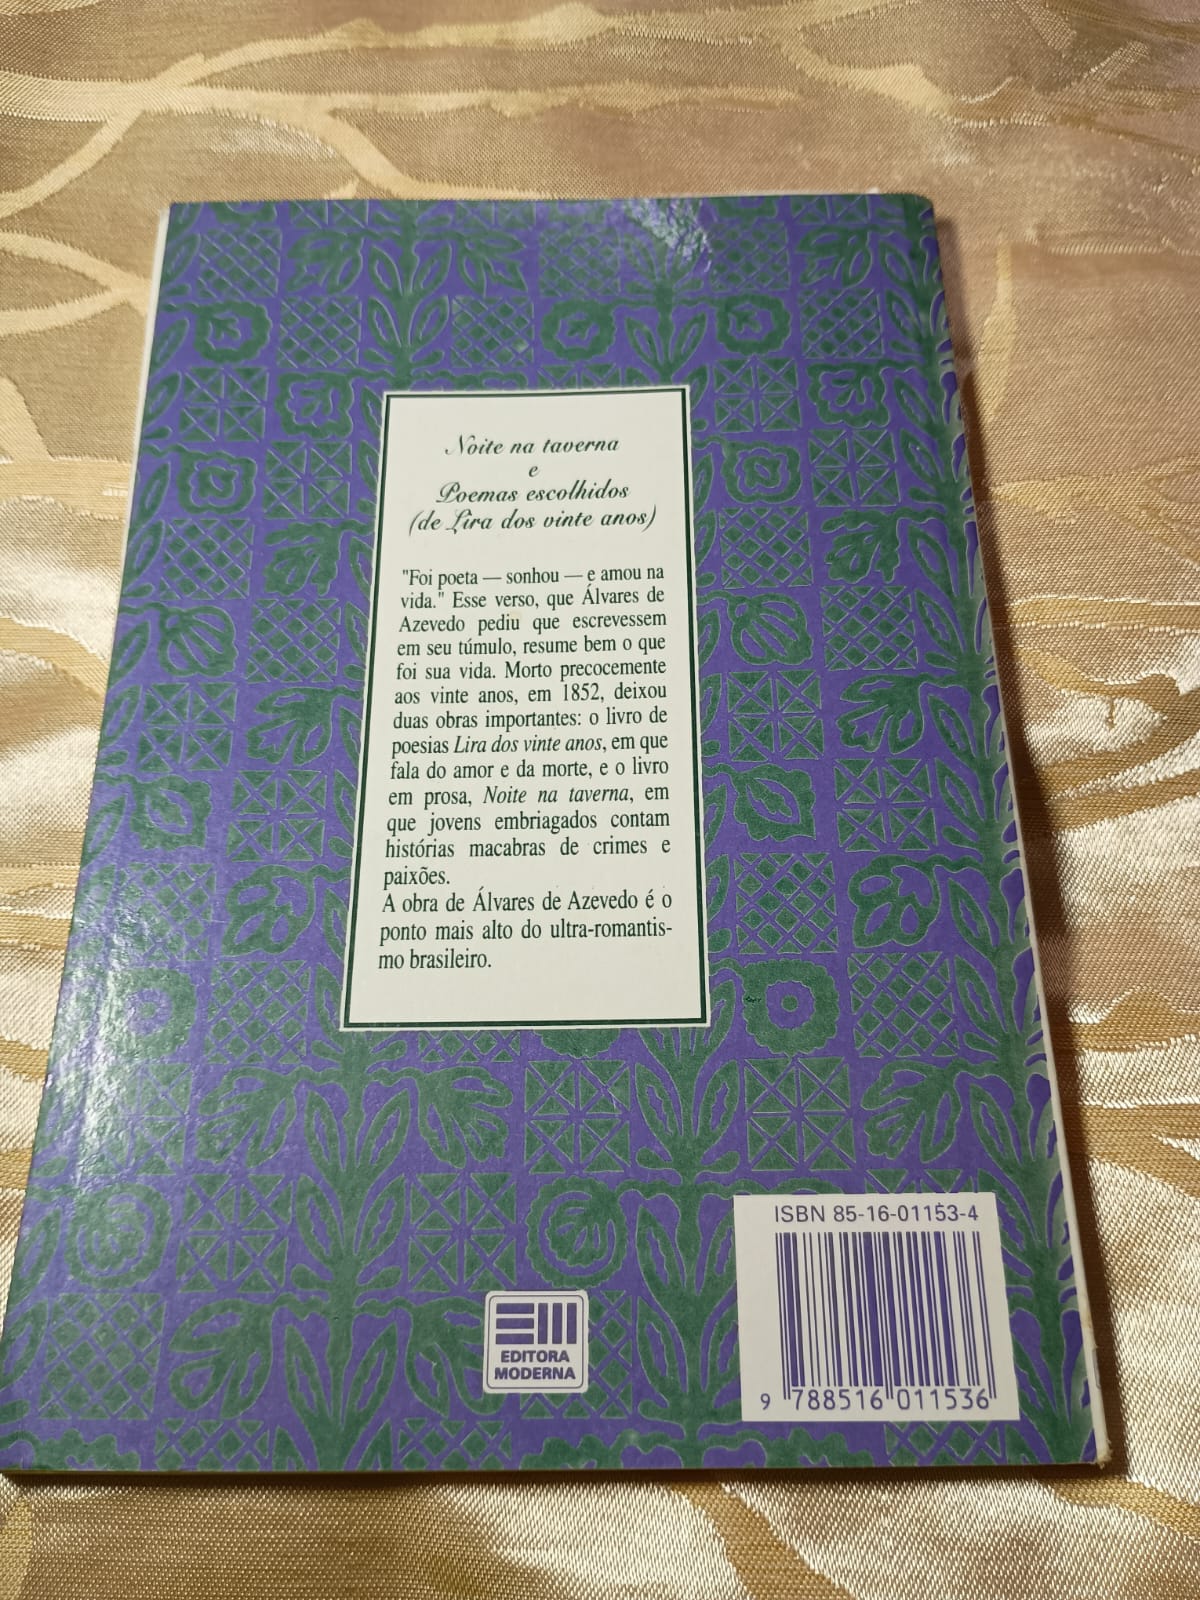 Noite na taverna
e
Poemas escolhidos
(de Lira dos vinte anos)
"Foi poeta — sonhou — e amou na
vida." Esse verso, que Álvares de
Azevedo pediu que escrevessem
em seu túmulo, resume bem o que
foi sua vida. Morto precocemente
aos vinte anos, em 1852, deixou
duas obras importantes: o livro de
poesias Lira dos vinte anos, em que
fala do amor e da morte, e o livro
em prosa, Noite na taverna, em
que jovens embriagados contam
histórias macabras de crimes e
paixões.
A obra de Álvares de Azevedo é o
ponto mais alto do ultra-romantis-
mo brasileiro.
ISBN 85-16-01153-4
9 788516 011536
EDITORA
MODERNA